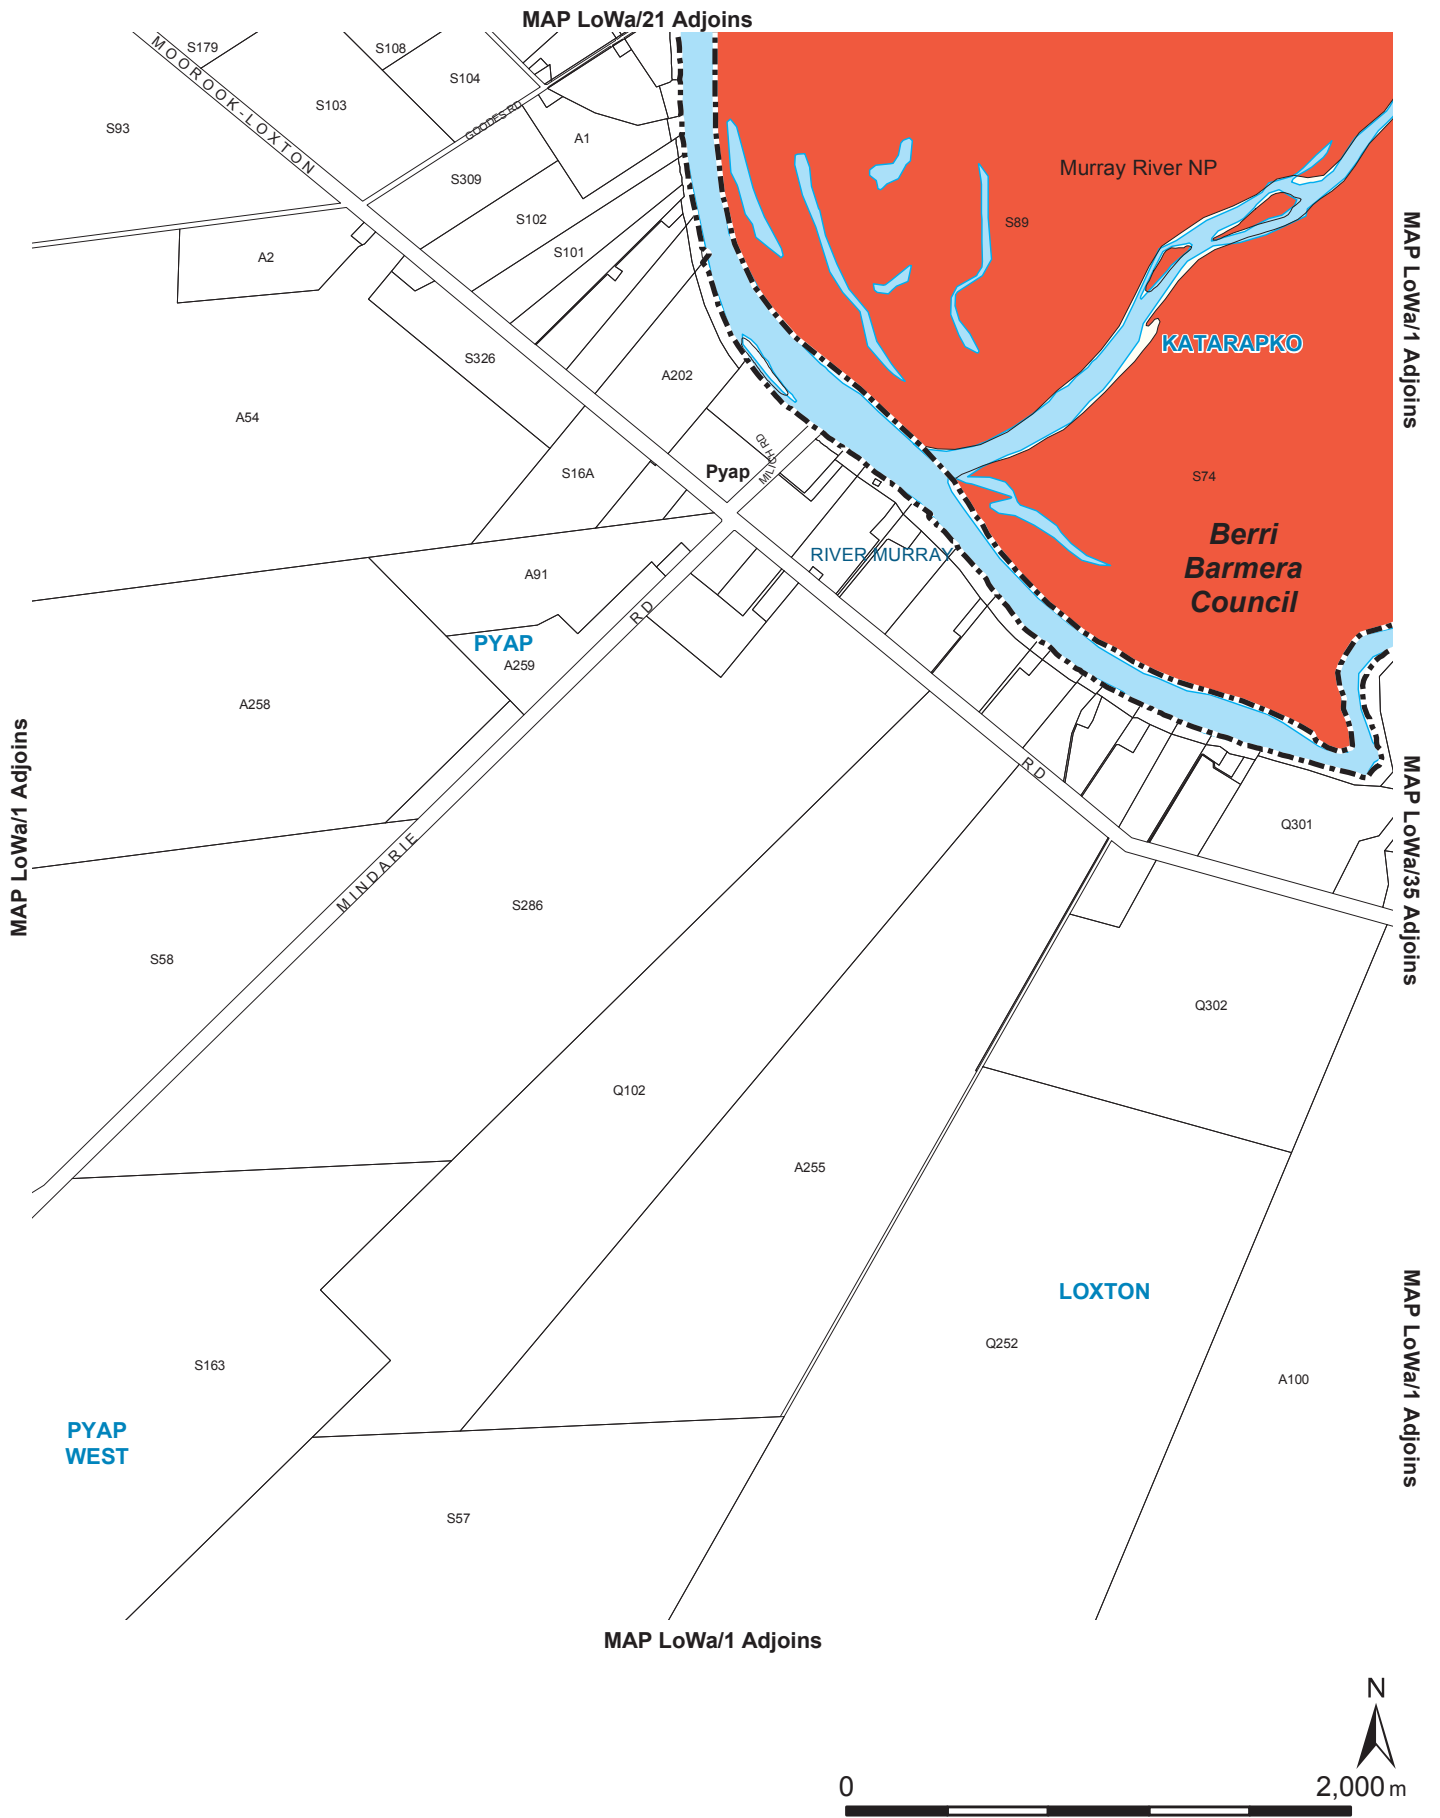 MAP LoWa/21 Adjoins
S179
S108
S104
MOOROOK-LOXTON
S103
S93
GOODES RD
A1
Murray River NP
S309
S102
S89
S101
A2
MAP LoWa/1 Adjoins
KATARAPKO
S326
A202
A54
MILICH RD
S16A
Pyap
S74
Berri
Barmera
Council
RIVER MURRAY
A91
RD
PYAP
A259
A258
MAP LoWa/1 Adjoins
RD
MAP LoWa/35 Adjoins
Q301
MINDARIE
S286
S58
Q302
Q102
A255
LOXTON
Q252
S163
A100
MAP LoWa/1 Adjoins
PYAP
WEST
S57
MAP LoWa/1 Adjoins
N
0
2,000 m